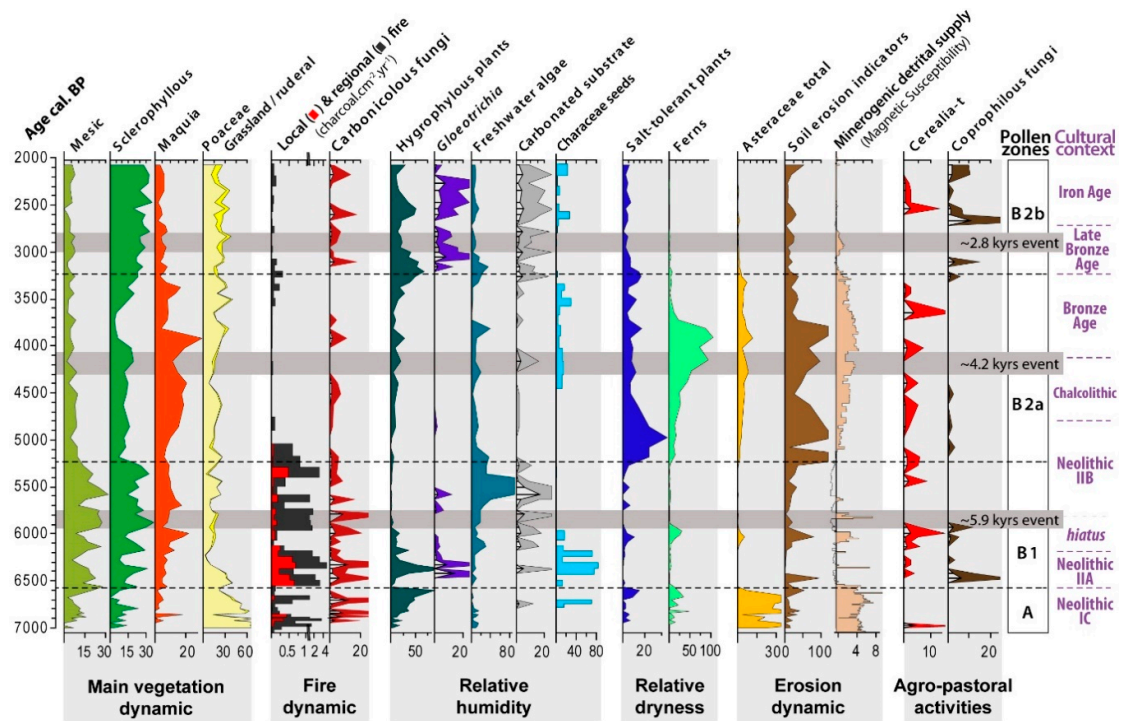 Age cal. BP
Mesic
Sclerophyllous
Maquia
Poaceae
Grassland / ruderal
Local (■) & regional (■) fire
(charcoal.cm-2.yr-1)
Carbonicolous fungi
Hygrophylous plants
Gloeotrichia
Freshwater algae
Carbonated substrate
Characeae seeds
Salt-tolerant plants
Ferns
Asteraceae total
Soil erosion indicators
Minerogenic detrital supply
(Magnetic Susceptibility)
Cerealia-t
Coprophilous fungi
Pollen zones
Cultural context
2000
2500
3000
3500
4000
4500
5000
5500
6000
6500
7000
B 2b
B 2a
B 1
A
Iron Age
Late Bronze Age
Bronze Age
Chalcolithic
Neolithic IIB
hiatus
Neolithic IIA
Neolithic IC
~2.8 kyrs event
~4.2 kyrs event
~5.9 kyrs event
15 30 15 30 20 30 60 0.5 1 2 4 20 50 20 20 20 40 80 20 50 100 300 100 4 8 10 20
Main vegetation dynamic
Fire dynamic
Relative humidity
Relative dryness
Erosion dynamic
Agro-pastoral activities